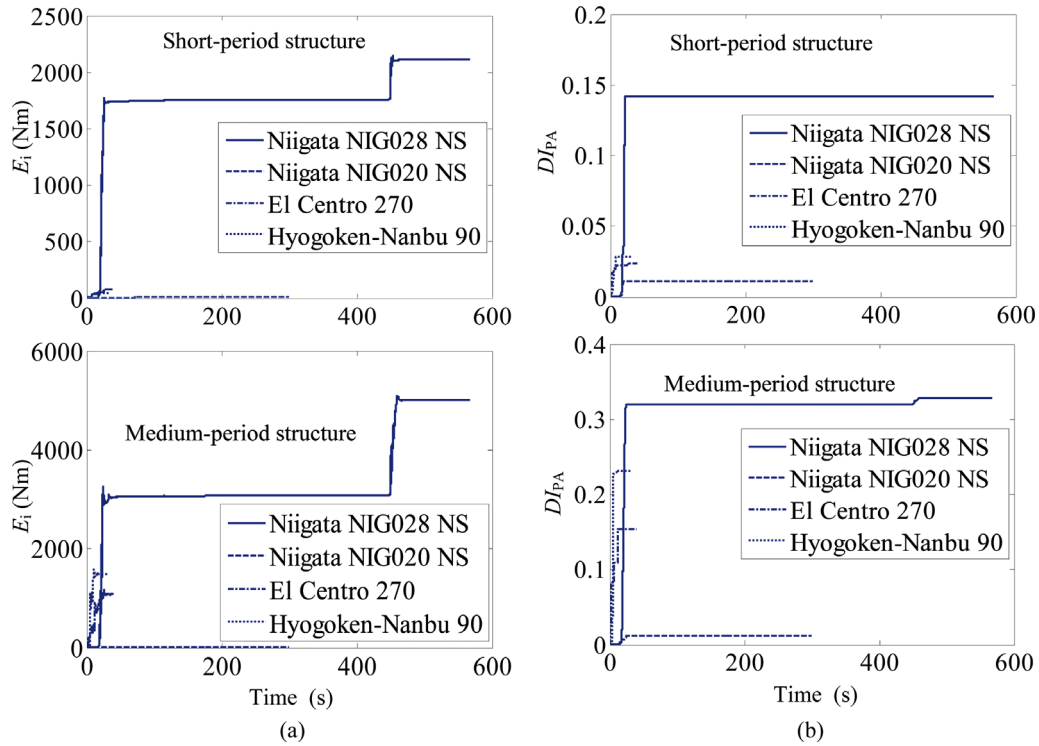 2500
2000
1500
1000
500
0
E_i (Nm)
Short-period structure
Niigata NIG028 NS
Niigata NIG020 NS
El Centro 270
Hyogoken-Nanbu 90
0 200 400 600
0.2
0.15
0.1
0.05
0
DI_PA
Short-period structure
Niigata NIG028 NS
Niigata NIG020 NS
El Centro 270
Hyogoken-Nanbu 90
0 200 400 600
6000
4000
2000
0
E_i (Nm)
Medium-period structure
Niigata NIG028 NS
Niigata NIG020 NS
El Centro 270
Hyogoken-Nanbu 90
0 200 400 600
Time (s)
(a)
0.4
0.3
0.2
0.1
0
DI_PA
Medium-period structure
Niigata NIG028 NS
Niigata NIG020 NS
El Centro 270
Hyogoken-Nanbu 90
0 200 400 600
Time (s)
(b)